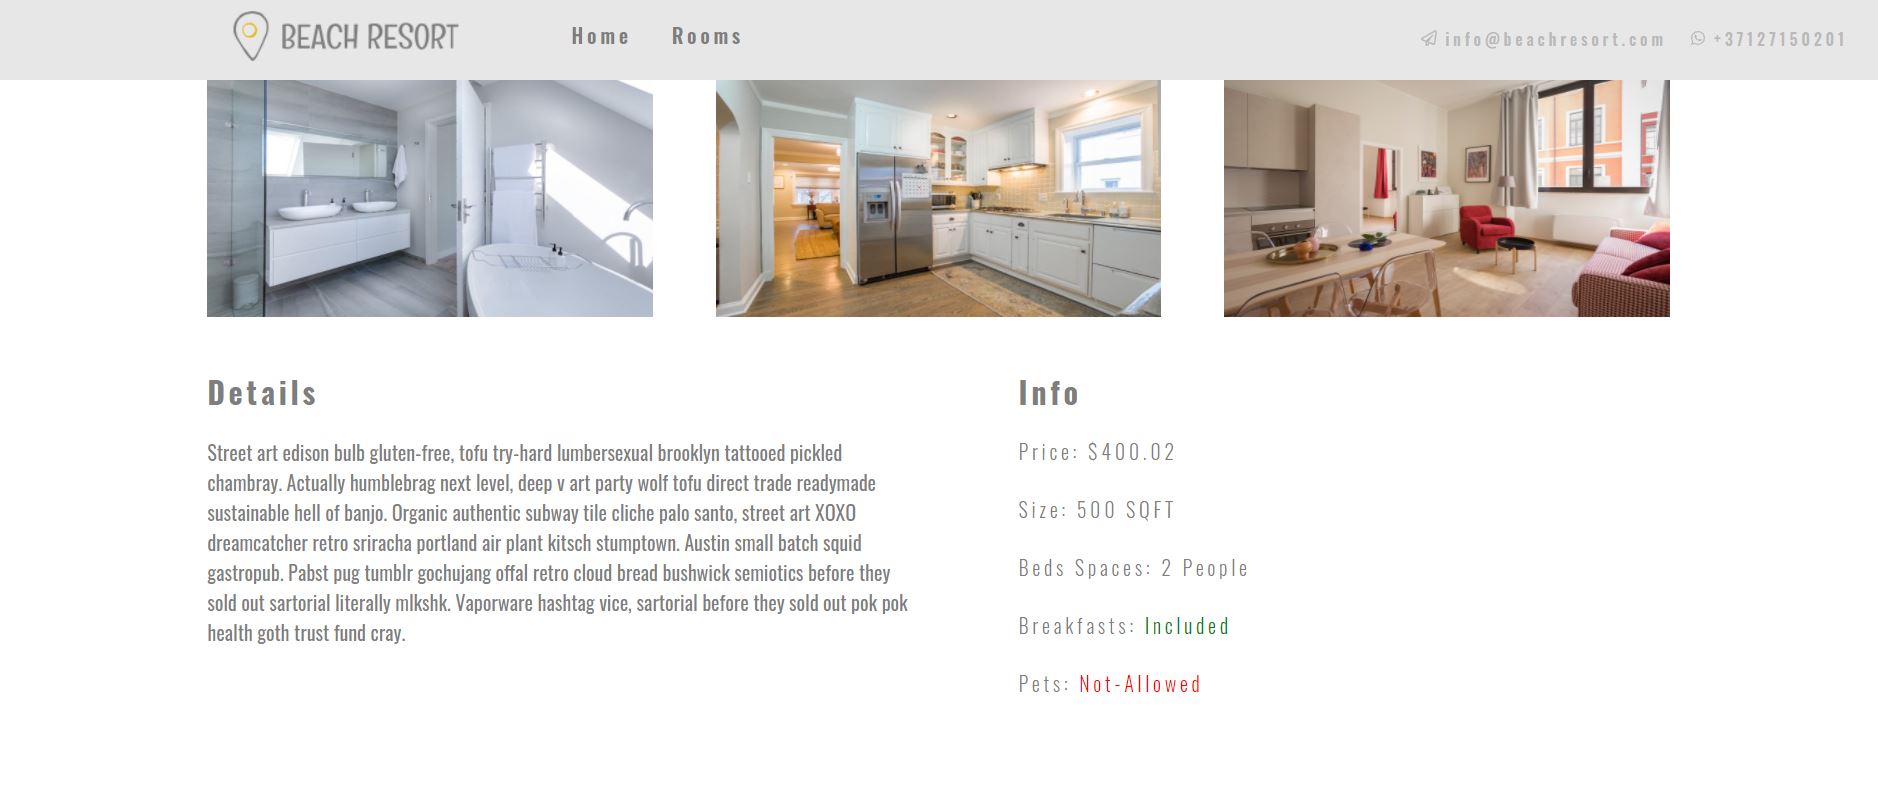 BEACH RESORT
Home
Rooms
info@beachresort.com
+37127150201
Details
Street art edison bulb gluten-free, tofu try-hard lumbersexual brooklyn tattooed pickled
chambray. Actually humblebrag next level, deep v art party wolf tofu direct trade readymade
sustainable hell of banjo. Organic authentic subway tile cliche palo santo, street art XOXO
dreamcatcher retro sriracha portland air plant kitsch stumptown. Austin small batch squid
gastropub. Pabst pug tumblr gochujang offal retro cloud bread bushwick semiotics before they
sold out sartorial literally mlkshk. Vaporware hashtag vice, sartorial before they sold out pok pok
health goth trust fund cray.
Info
Price: $400.02
Size: 500 SQFT
Beds Spaces: 2 People
Breakfasts: Included
Pets: Not-Allowed